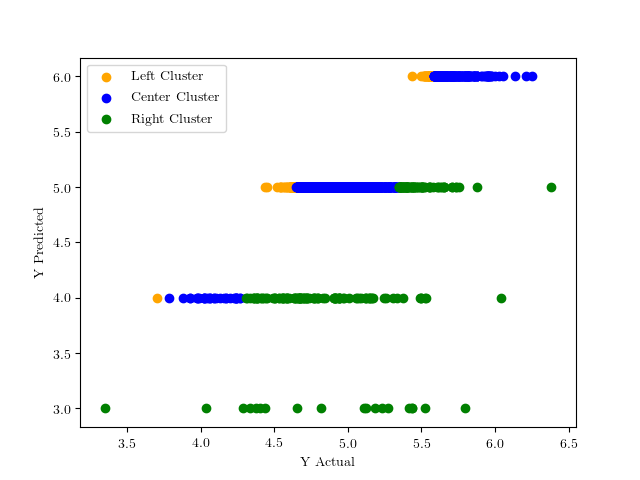 Left Cluster
Center Cluster
Right Cluster
6.0
5.5
5.0
4.5
4.0
3.5
3.0
Y Predicted
3.5 4.0 4.5 5.0 5.5 6.0 6.5
Y Actual